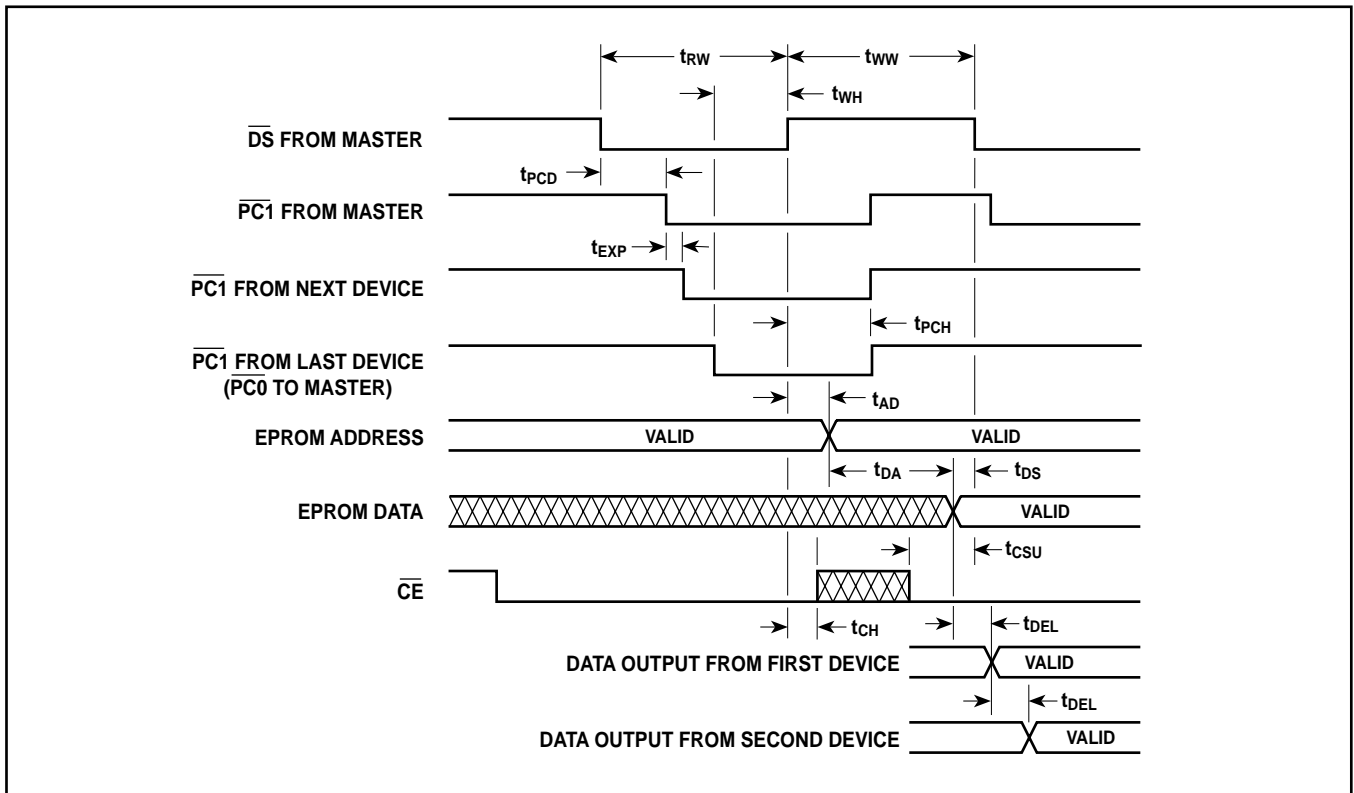 tRW
tWW
tWH
DS FROM MASTER
tPCD
PC1 FROM MASTER
tEXP
PC1 FROM NEXT DEVICE
tPCH
PC1 FROM LAST DEVICE
(PC0 TO MASTER)
tAD
EPROM ADDRESS
VALID
VALID
tDA
tDS
EPROM DATA
VALID
tCSU
CE
tCH
tDEL
DATA OUTPUT FROM FIRST DEVICE
VALID
tDEL
DATA OUTPUT FROM SECOND DEVICE
VALID